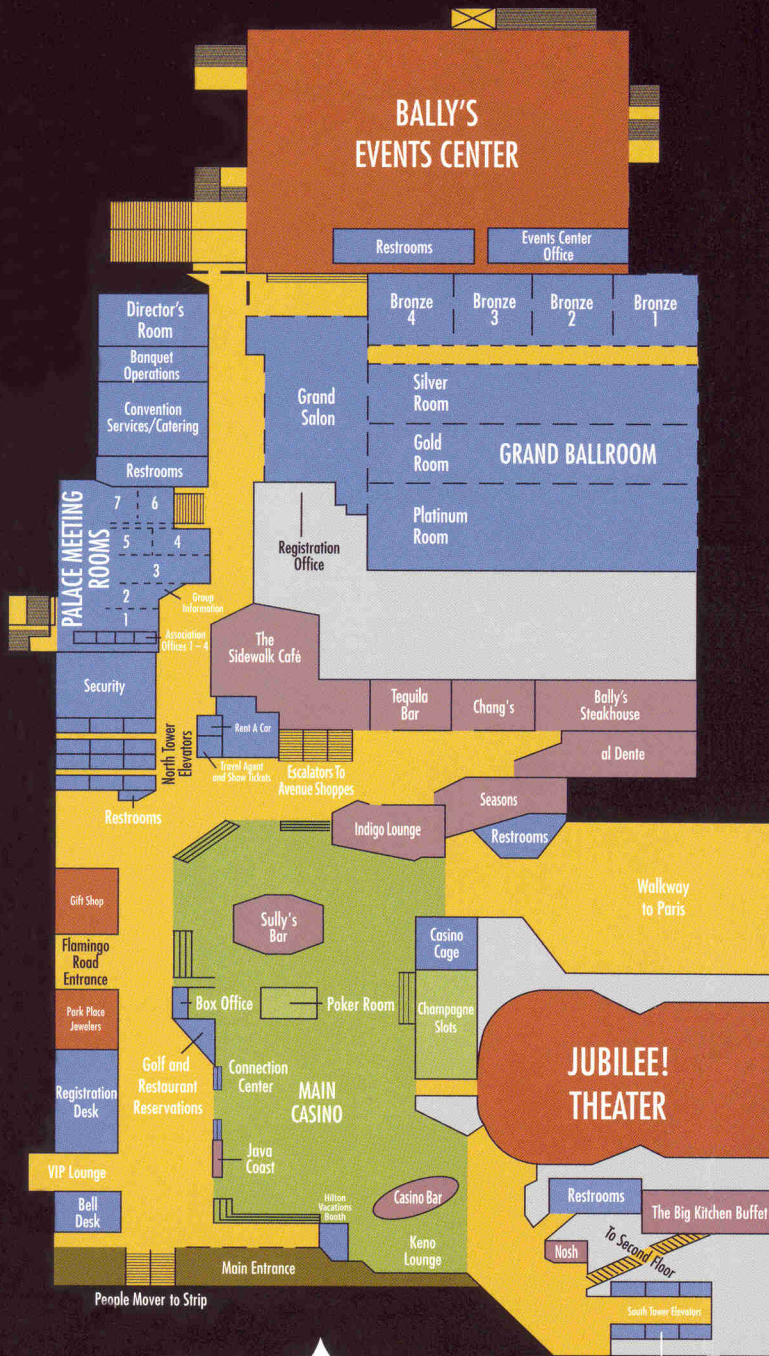 BALLY'S
EVENTS CENTER
Restrooms
Events Center
Office
Bronze
4
Bronze
3
Bronze
2
Bronze
1
Director's
Room
Banquet
Operations
Convention
Services/Catering
Restrooms
Grand
Salon
Silver
Room
Gold
Room
GRAND BALLROOM
Platinum
Room
PALACE MEETING
ROOMS
7
6
5
4
3
2
1
Registration
Office
Group
Information
Association
Offices 1 – 4
The
Sidewalk Café
Security
Tequila
Bar
Chang's
Bally's
Steakhouse
North Tower
Elevators
Rent A Car
Travel Agent
and Show Tickets
Escalators To
Avenue Shoppes
al Dente
Restrooms
Seasons
Indigo Lounge
Restrooms
Walkway
to Paris
Gift Shop
Sully's
Bar
Casino
Cage
Flamingo
Road
Entrance
Box Office
Poker Room
Champagne
Slots
Park Place
Jewelers
Golf and
Restaurant
Reservations
Connection
Center
MAIN
CASINO
JUBILEE!
THEATER
Registration
Desk
Java
Coast
VIP Lounge
Bell
Desk
Hilton
Vacations
Booth
Casino Bar
Restrooms
The Big Kitchen Buffet
Keno
Lounge
Nosh
To Second Floor
Main Entrance
People Mover to Strip
South Tower Elevators